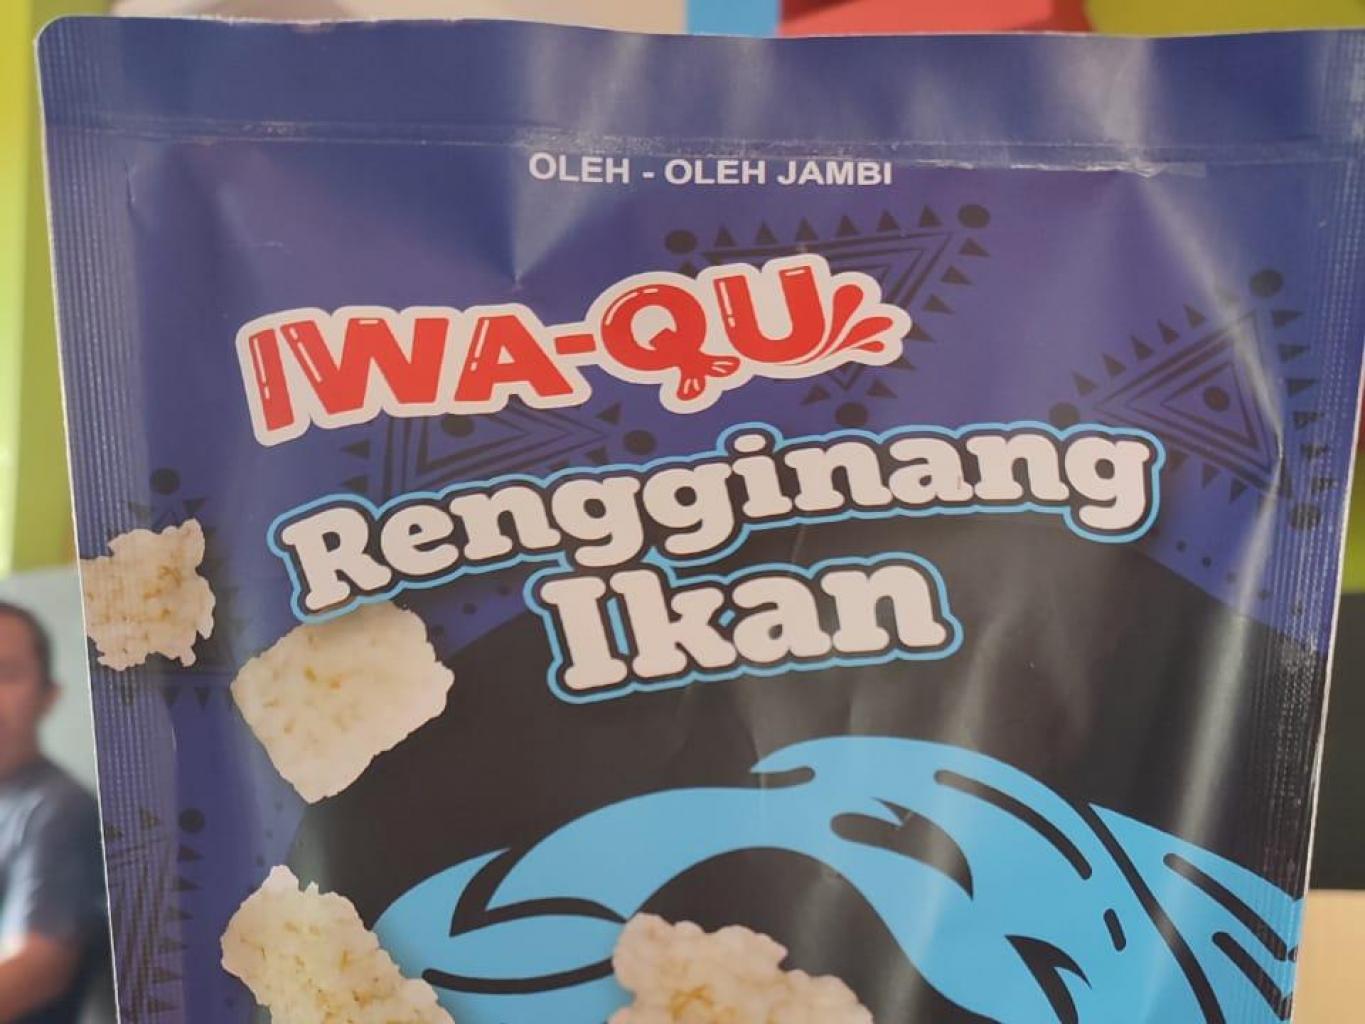 OLEH - OLEH JAMBI
IWA-QU
Rengginang
Ikan